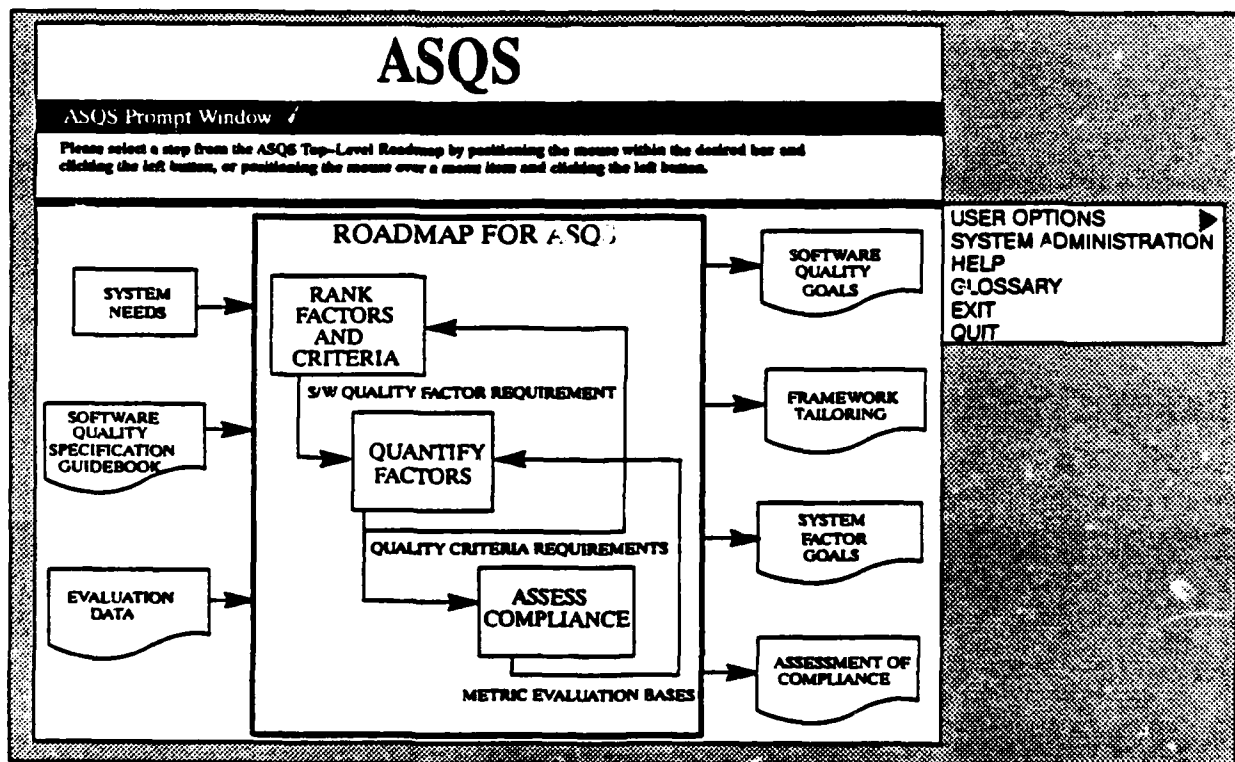 ASQS
ASQS Prompt Window
Please select a step from the ASQS Top-Level Roadmap by positioning the mouse within the desired bar and
clicking the left button, or positioning the mouse over a menu item and clicking the left button.
ROADMAP FOR ASQS
SYSTEM
NEEDS
SOFTWARE
QUALITY
SPECIFICATION
GUIDEBOOK
EVALUATION
DATA
RANK
FACTORS
AND
CRITERIA
S/W QUALITY FACTOR REQUIREMENT
QUANTIFY
FACTORS
QUALITY CRITERIA REQUIREMENTS
ASSESS
COMPLIANCE
METRIC EVALUATION BASES
SOFTWARE
QUALITY
GOALS
FRAMEWORK
TAILORING
SYSTEM
FACTOR
GOALS
ASSESSMENT OF
COMPLIANCE
USER OPTIONS
SYSTEM ADMINISTRATION
HELP
GLOSSARY
EXIT
QUIT